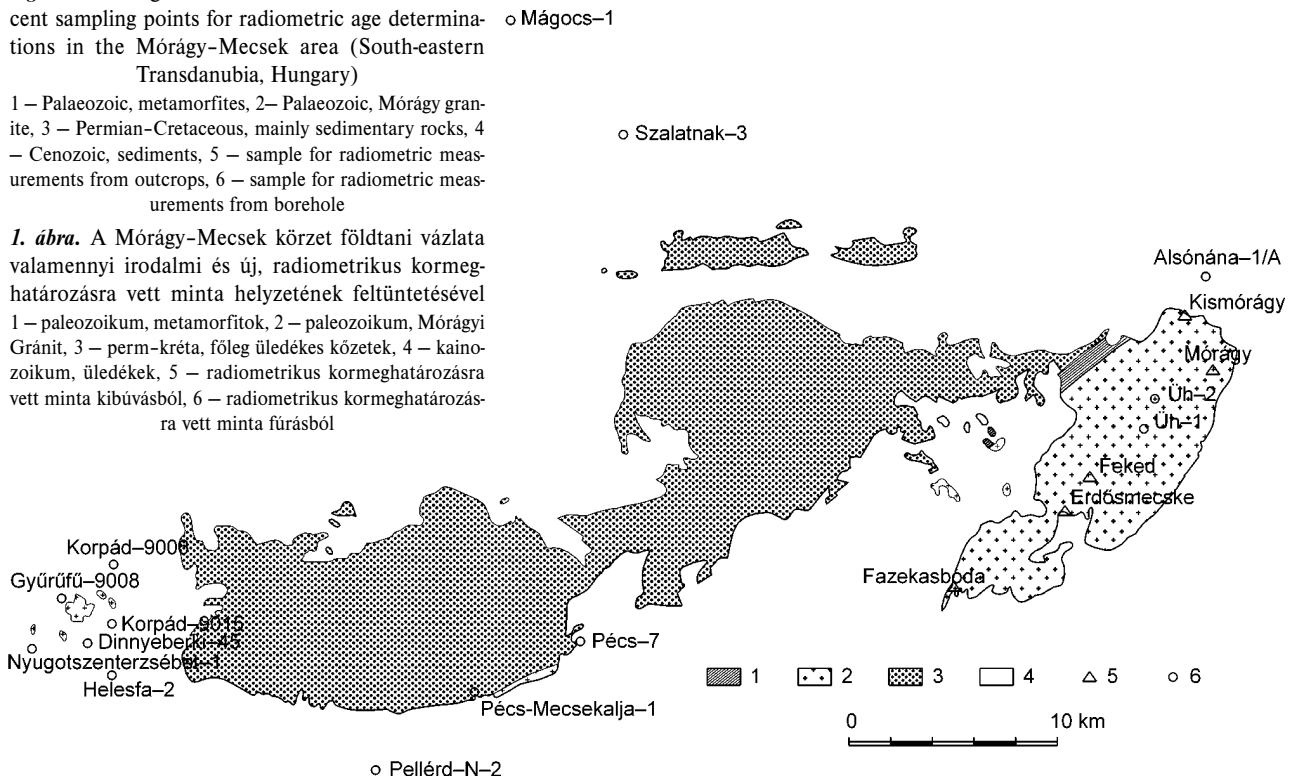 cent sampling points for radiometric age determina-
tions in the Mórágy–Mecsek area (South-eastern
Transdanubia, Hungary)
1 — Palaeozoic, metamorfites, 2— Palaeozoic, Mórágy gran-
ite, 3 — Permian–Cretaceous, mainly sedimentary rocks, 4
— Cenozoic, sediments, 5 — sample for radiometric meas-
urements from outcrops, 6 — sample for radiometric meas-
urements from borehole
1. ábra. A Mórágy–Mecsek körzet földtani vázlata
valamennyi irodalmi és új, radiometrikus kormeg-
határozásra vett minta helyzetének feltüntetésével
1 — paleozoikum, metamorfitok, 2 — paleozoikum, Mórágyi
Gránit, 3 — perm–kréta, főleg üledékes kőzetek, 4 — kaino-
zoikum, üledékek, 5 — radiometrikus kormeghatározásra
vett minta kibúvásból, 6 — radiometrikus kormeghatározás-
ra vett minta fúrásból
Mágocs–1
Szalatnak–3
Alsónána–1/A
Kismórágy
Mórágy
Üh–2
Üh–1
Feked
Erdősmecske
Fazekasboda
Korpád–9006
Gyűrűfű–9008
Korpád–9015
Dinnyeberki–45
Nyugotszenterzsébet–1
Helesfa–2
Pécs–7
Pécs-Mecsekalja–1
Pellérd–N–2
1 2 3 4 5 6
0 10 km